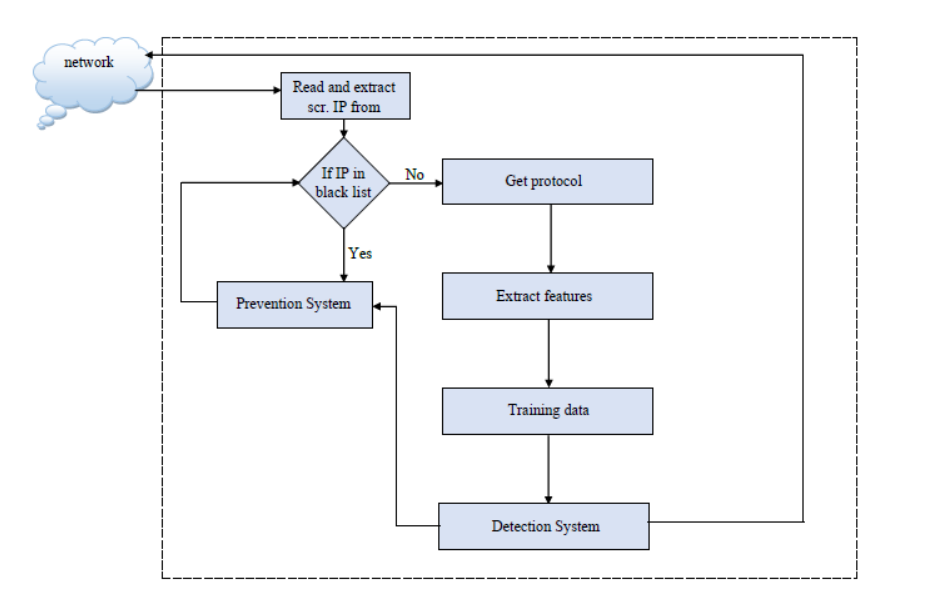 network
Read and extract
scr. IP from
If IP in
black list
No
Get protocol
Yes
Extract features
Prevention System
Training data
Detection System